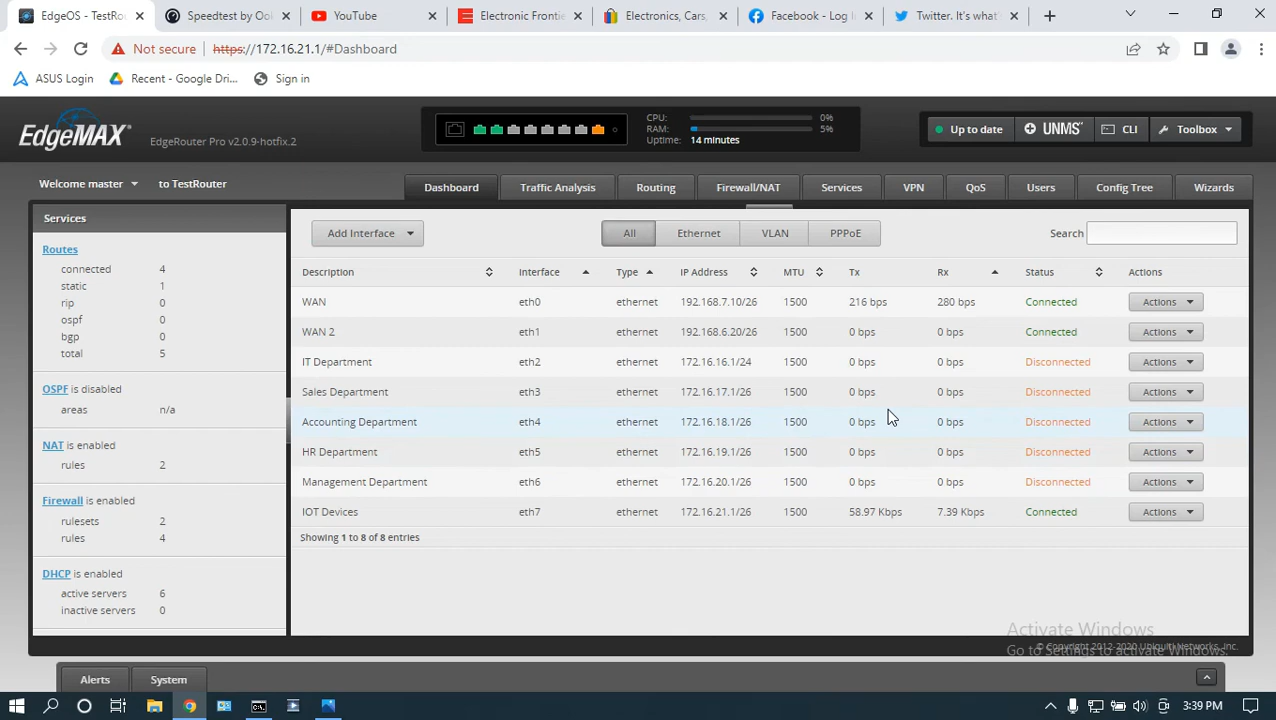 EdgeOS - TestRo
Speedtest by Ook
YouTube
Electronic Frontie
Electronics, Cars,
Facebook - Log I
Twitter. It's what'
Not secure
https://172.16.21.1/#Dashboard
ASUS Login
Recent - Google Dri...
Sign in
EdgeMAX®
EdgeRouter Pro v2.0.9-hotfix.2
CPU: 0%
RAM: 5%
Uptime: 14 minutes
Up to date
UNMS
CLI
Toolbox
Welcome master
to TestRouter
Dashboard
Traffic Analysis
Routing
Firewall/NAT
Services
VPN
QoS
Users
Config Tree
Wizards
Services
Routes
connected 4
static 1
rip 0
ospf 0
bgp 0
total 5
OSPF is disabled
areas n/a
NAT is enabled
rules 2
Firewall is enabled
rulesets 2
rules 4
DHCP is enabled
active servers 6
inactive servers 0
Add Interface
All
Ethernet
VLAN
PPPoE
Search
Description Interface Type IP Address MTU Tx Rx Status Actions
WAN eth0 ethernet 192.168.7.10/26 1500 216 bps 280 bps Connected Actions
WAN 2 eth1 ethernet 192.168.6.20/26 1500 0 bps 0 bps Connected Actions
IT Department eth2 ethernet 172.16.16.1/24 1500 0 bps 0 bps Disconnected Actions
Sales Department eth3 ethernet 172.16.17.1/26 1500 0 bps 0 bps Disconnected Actions
Accounting Department eth4 ethernet 172.16.18.1/26 1500 0 bps 0 bps Disconnected Actions
HR Department eth5 ethernet 172.16.19.1/26 1500 0 bps 0 bps Disconnected Actions
Management Department eth6 ethernet 172.16.20.1/26 1500 0 bps 0 bps Disconnected Actions
IOT Devices eth7 ethernet 172.16.21.1/26 1500 58.97 Kbps 7.39 Kbps Connected Actions
Showing 1 to 8 of 8 entries
Activate Windows
Go to Settings to activate Windows.
© Copyright 2012-2020 Ubiquiti Networks, Inc.
Alerts
System
3:39 PM